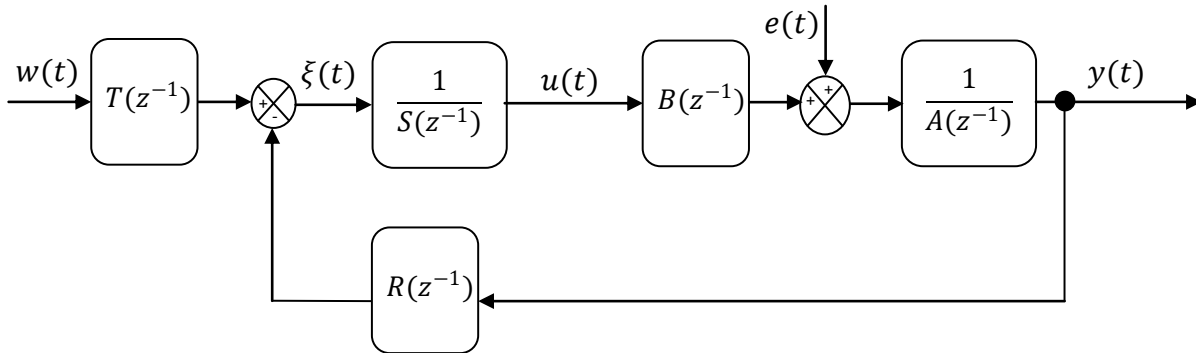 e(t)
w(t)
T(z⁻¹)
+
-
ξ(t)
1
S(z⁻¹)
u(t)
B(z⁻¹)
+
+
1
A(z⁻¹)
y(t)
R(z⁻¹)